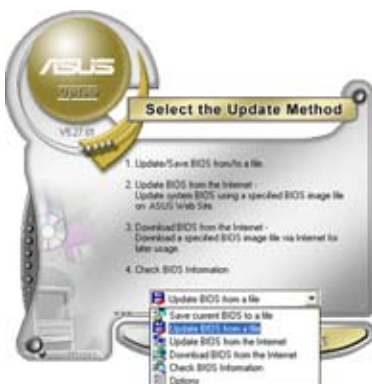 ASUS
Update
V5.27.01
Select the Update Method
1. Update/Save BIOS from/to a file.
2. Update BIOS from the Internet -
Update system BIOS using a specified BIOS image file
on ASUS Web Site.
3. Download BIOS from the Internet -
Download a specified BIOS image file via Internet for
later usage.
4. Check BIOS Information
Update BIOS from a file
Save current BIOS to a file
Update BIOS from a file
Update BIOS from the Internet
Download BIOS from the Internet
Check BIOS Information
Options